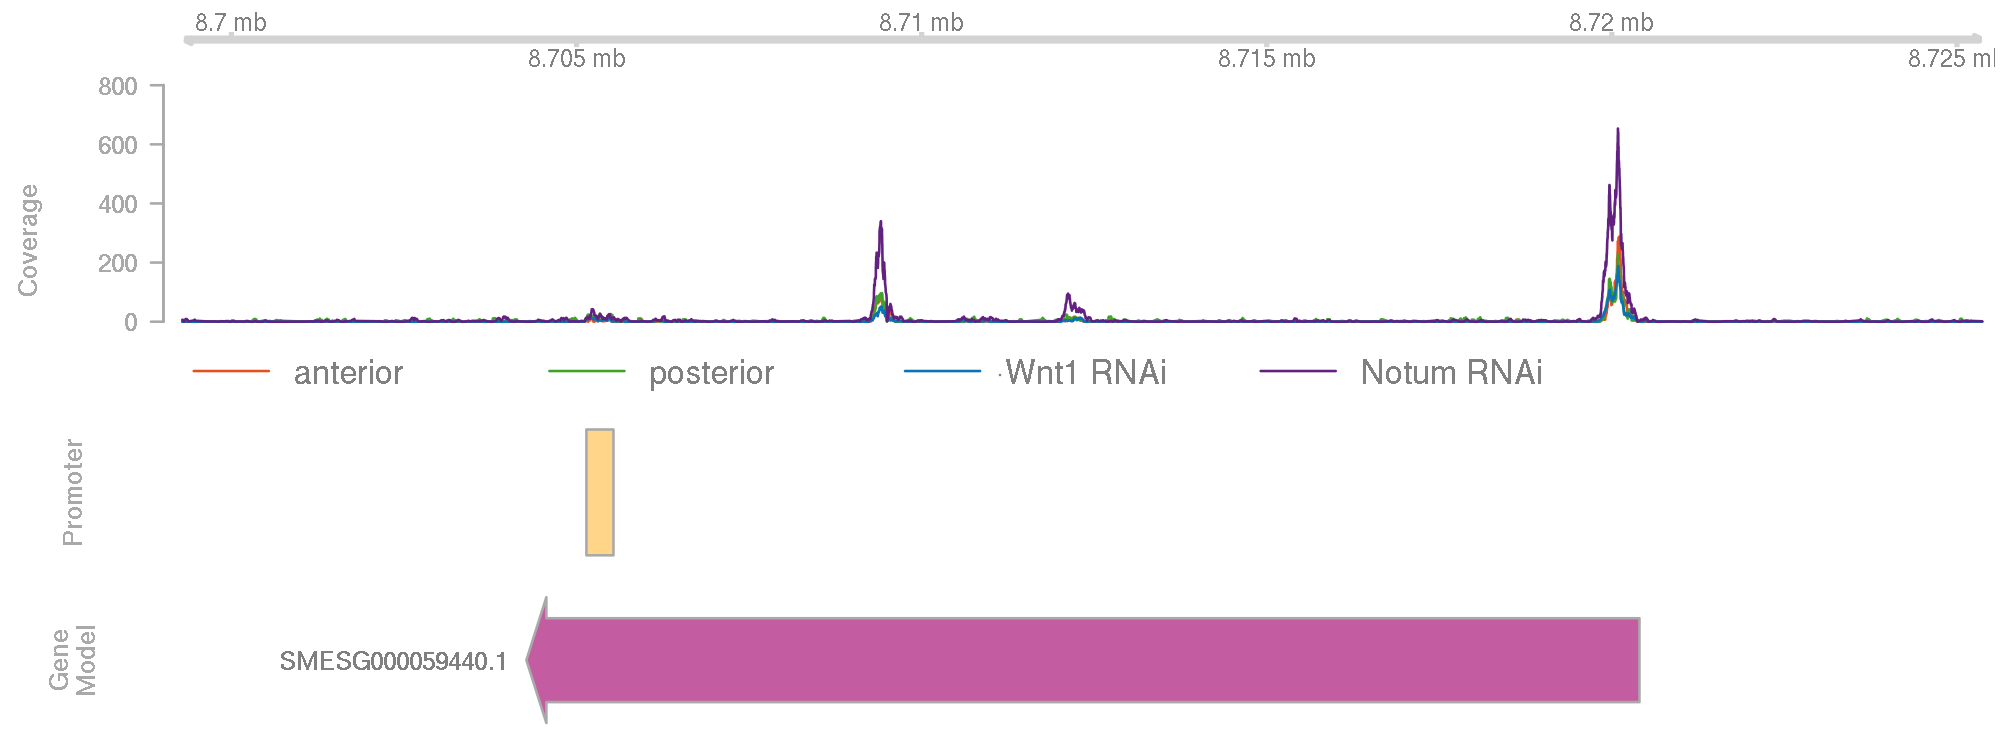 8.7 mb 8.71 mb 8.72 mb
8.705 mb 8.715 mb 8.725 m
800
600
400
200
0
Coverage
anterior posterior Wnt1 RNAi Notum RNAi
Promoter
Gene
Model
SMESG000059440.1